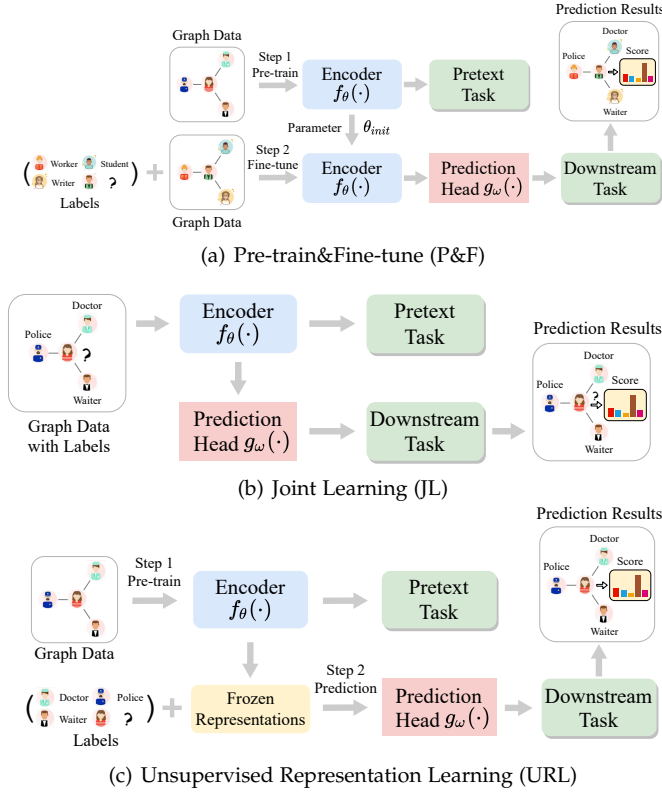 Prediction Results
Graph Data
Doctor
Step 1
Pre-train
Encoder
fθ(·)
Pretext
Task
Police
Score
Waiter
Parameter
θinit
( Worker Student
Writer ? )
Labels
+
Graph Data
Step 2
Fine-tune
Encoder
fθ(·)
Prediction
Head gω(·)
Downstream
Task
(a) Pre-train&Fine-tune (P&F)
Doctor
Police
?
Waiter
Graph Data
with Labels
Encoder
fθ(·)
Pretext
Task
Prediction
Head gω(·)
Downstream
Task
Prediction Results
Doctor
Police
?
Score
Waiter
(b) Joint Learning (JL)
Prediction Results
Doctor
Police
Score
Waiter
Graph Data
Step 1
Pre-train
Encoder
fθ(·)
Pretext
Task
( Doctor Police
Waiter ? )
Labels
+
Frozen
Representations
Step 2
Prediction
Prediction
Head gω(·)
Downstream
Task
(c) Unsupervised Representation Learning (URL)